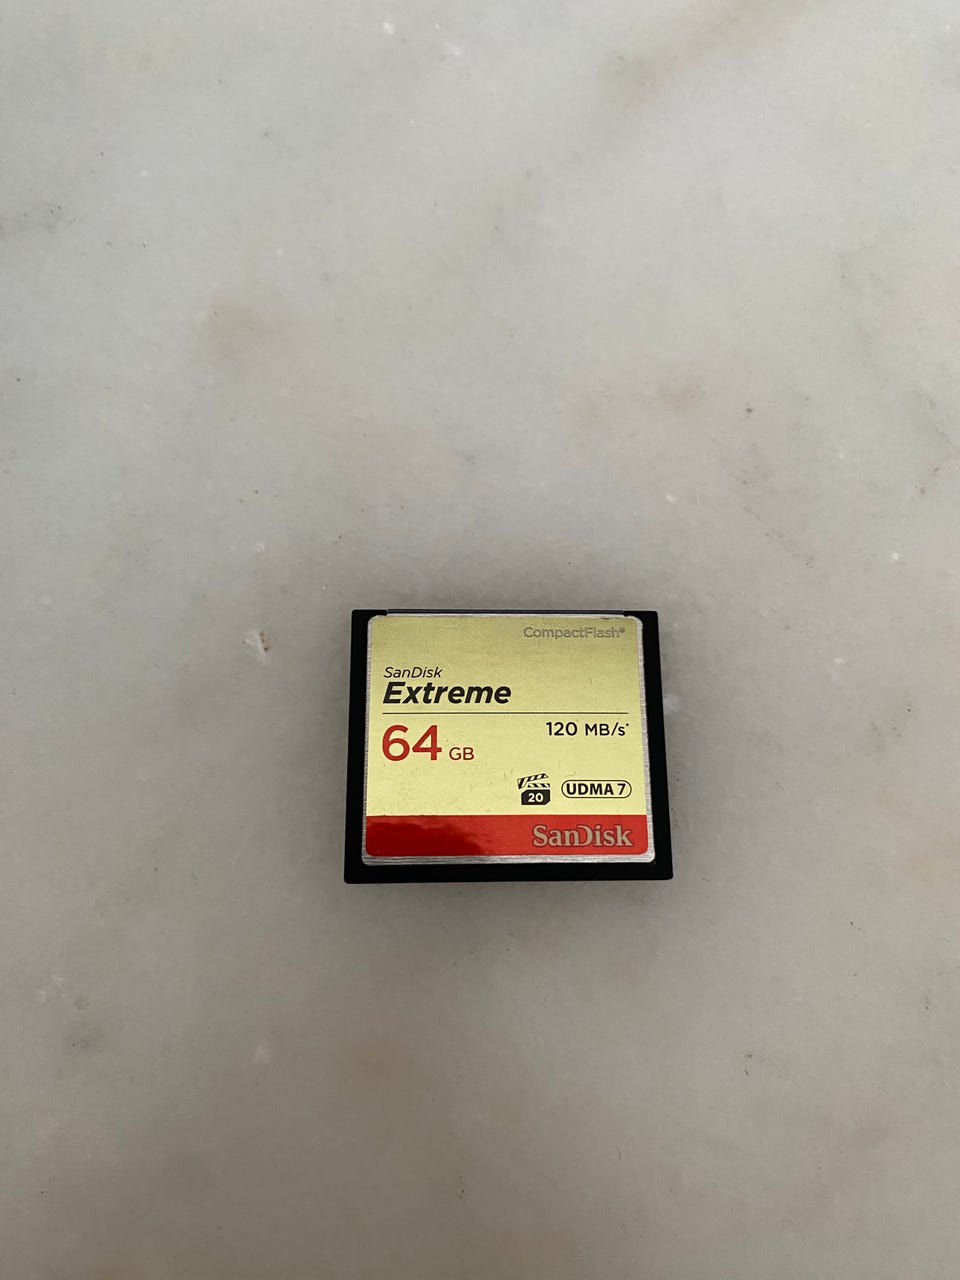 CompactFlash®
SanDisk
Extreme
64 GB
120 MB/s*
20
UDMA 7
SanDisk